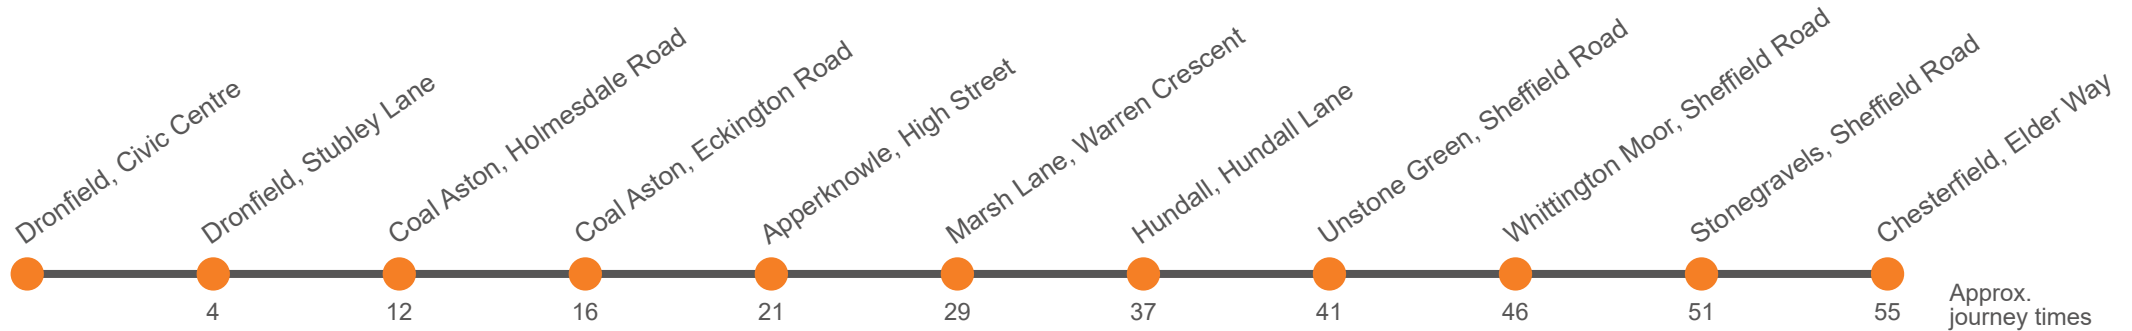 Dronfield, Civic Centre
Dronfield, Stubley Lane
Coal Aston, Holmesdale Road
Coal Aston, Eckington Road
Apperknowle, High Street
Marsh Lane, Warren Crescent
Hundall, Hundall Lane
Unstone Green, Sheffield Road
Whittington Moor, Sheffield Road
Stonegravels, Sheffield Road
Chesterfield, Elder Way
4 12 16 21 29 37 41 46 51 55
Approx.
journey times